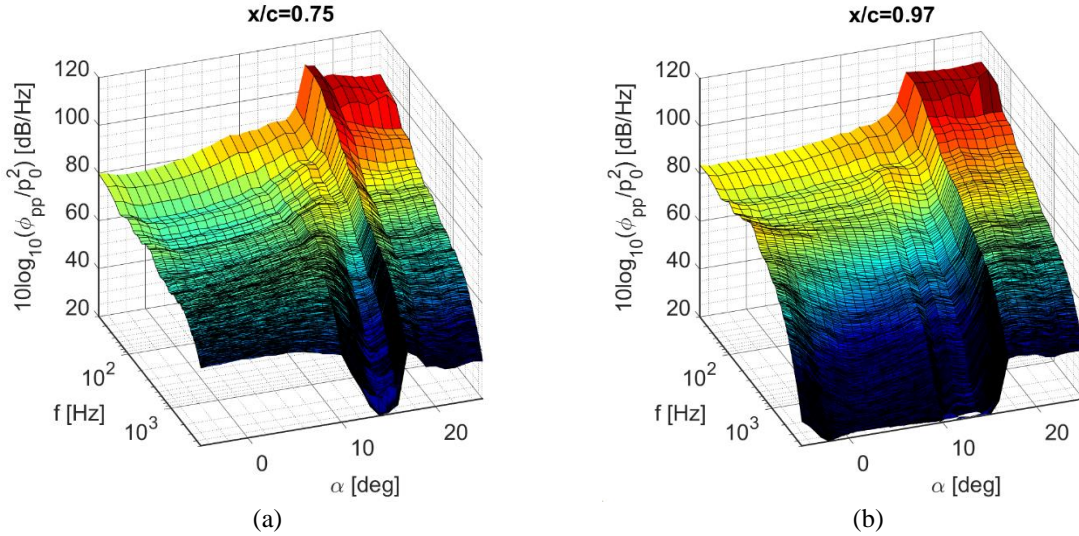 x/c=0.75
10log₁₀(ϕₚₚ/p₀²) [dB/Hz]
120
100
80
60
40
20
10²
10³
f [Hz]
0
10
20
α [deg]
(a)
x/c=0.97
10log₁₀(ϕₚₚ/p₀²) [dB/Hz]
120
100
80
60
40
20
10²
10³
f [Hz]
0
10
20
α [deg]
(b)